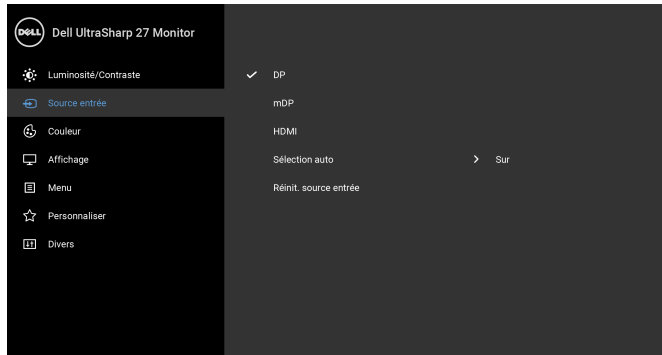 DELL Dell UltraSharp 27 Monitor
Luminosité/Contraste
DP
Source entrée
mDP
Couleur
HDMI
Affichage
Sélection auto
Sur
Menu
Réinit. source entrée
Personnaliser
Divers